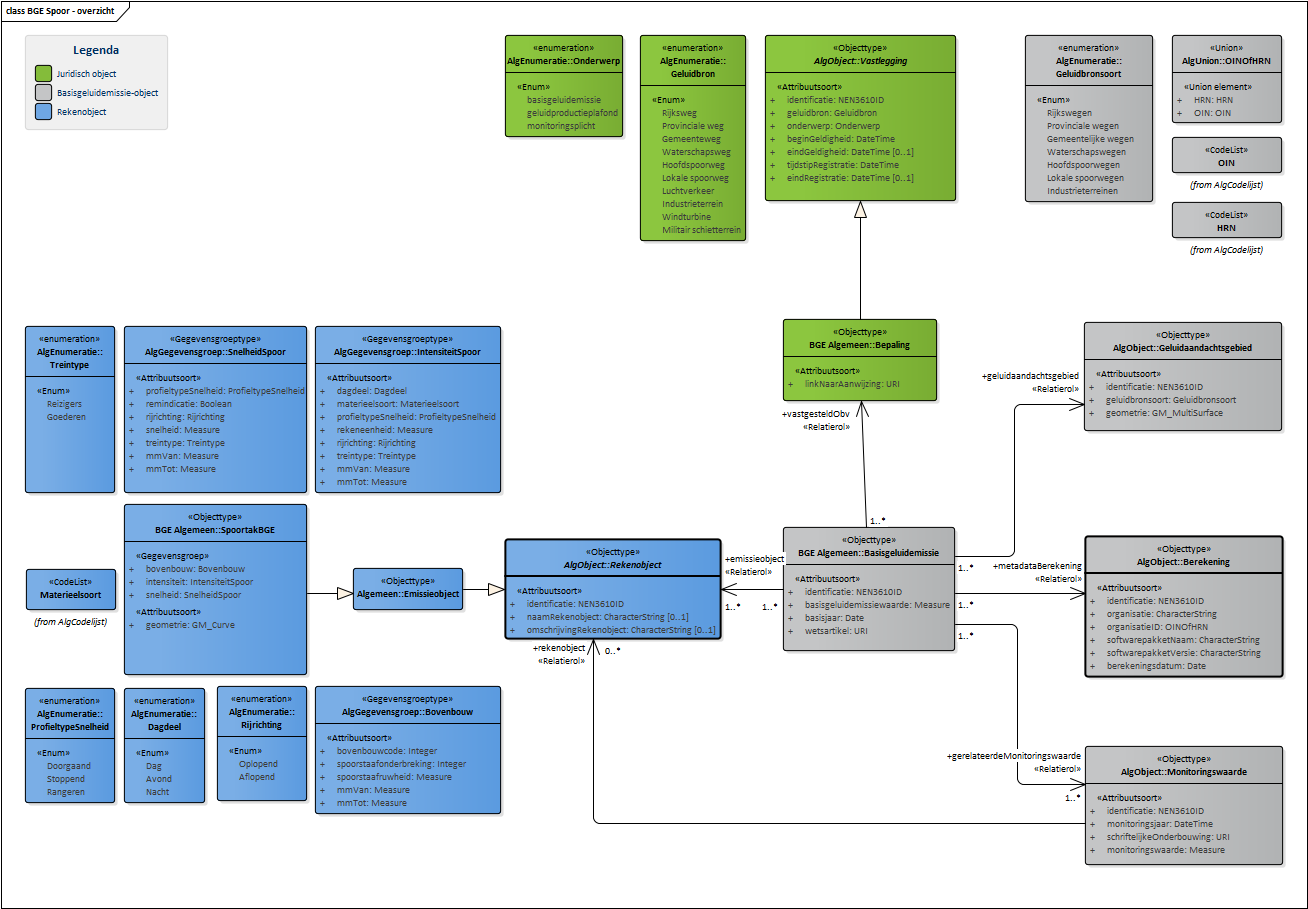 class BGE Spoor - overzicht
Legenda
Juridisch object
Basisgeluidemissie-object
Rekenobject
«enumeration»
AlgEnumeratie::Onderwerp
«Enum»
basisgeluidemissie
geluidproductieplafond
monitoringsplicht
«enumeration»
AlgEnumeratie::
Geluidbron
«Enum»
Rijksweg
Provinciale weg
Gemeenteweg
Waterschapsweg
Hoofdspoorweg
Lokale spoorweg
Luchtverkeer
Industrieterrein
Windturbine
Militair schietterrein
«Objecttype»
AlgObject::Vastlegging
«Attribuutsoort»
+ identificatie: NEN3610ID
+ geluidbron: Geluidbron
+ onderwerp: Onderwerp
+ beginGeldigheid: DateTime
+ eindGeldigheid: DateTime [0..1]
+ tijdstipRegistratie: DateTime
+ eindRegistratie: DateTime [0..1]
«enumeration»
AlgEnumeratie::
Geluidbronsoort
«Enum»
Rijkswegen
Provinciale wegen
Gemeentelijke wegen
Waterschapswegen
Hoofdspoorwegen
Lokale spoorwegen
Industrieterreinen
«Union»
AlgUnion::OINOfHRN
«Union element»
+ HRN: HRN
+ OIN: OIN
«CodeList»
OIN
(from AlgCodelijst)
«CodeList»
HRN
(from AlgCodelijst)
«enumeration»
AlgEnumeratie::
Treintype
«Enum»
Reizigers
Goederen
«Gegevensgroeptype»
AlgGegevensgroep::SnelheidSpoor
«Attribuutsoort»
+ profieltypeSnelheid: ProfieltypeSnelheid
+ remindicatie: Boolean
+ rijrichting: Rijrichting
+ snelheid: Measure
+ treintype: Treintype
+ mmVan: Measure
+ mmTot: Measure
«Gegevensgroeptype»
AlgGegevensgroep::IntensiteitSpoor
«Attribuutsoort»
+ dagdeel: Dagdeel
+ materieelsoort: Materieelsoort
+ profieltypeSnelheid: ProfieltypeSnelheid
+ rekeneenheid: Measure
+ rijrichting: Rijrichting
+ treintype: Treintype
+ mmVan: Measure
+ mmTot: Measure
«Objecttype»
BGE Algemeen::Bepaling
«Attribuutsoort»
+ linkNaarAanwijzing: URI
+vastgesteldObv
«Relatierol»
1..*
+geluidaandachtsgebied
«Relatierol»
«Objecttype»
AlgObject::Geluidaandachtsgebied
«Attribuutsoort»
+ identificatie: NEN3610ID
+ geluidbronsoort: Geluidbronsoort
+ geometrie: GM_MultiSurface
«CodeList»
Materieelsoort
(from AlgCodelijst)
«Objecttype»
BGE Algemeen::SpoortakBGE
«Gegevensgroep»
+ bovenbouw: Bovenbouw
+ intensiteit: IntensiteitSpoor
+ snelheid: SnelheidSpoor
«Attribuutsoort»
+ geometrie: GM_Curve
«Objecttype»
Algemeen::Emissieobject
«Objecttype»
AlgObject::Rekenobject
«Attribuutsoort»
+ identificatie: NEN3610ID
+ naamRekenobject: CharacterString [0..1]
+ omschrijvingRekenobject: CharacterString [0..1]
+emissieobject
«Relatierol»
1..*
1..*
«Objecttype»
BGE Algemeen::Basisgeluidemissie
«Attribuutsoort»
+ identificatie: NEN3610ID
+ basisgeluidemissiewaarde: Measure
+ basisjaar: Date
+ wetsartikel: URI
1..*
+metadataBerekening
«Relatierol»
1..*
1..*
«Objecttype»
AlgObject::Berekening
«Attribuutsoort»
+ identificatie: NEN3610ID
+ organisatie: CharacterString
+ organisatieID: OINOfHRN
+ softwarepakketNaam: CharacterString
+ softwarepakketVersie: CharacterString
+ berekeningsdatum: Date
+rekenobject
«Relatierol»
0..*
«enumeration»
AlgEnumeratie::
ProfieltypeSnelheid
«Enum»
Doorgaand
Stoppend
Rangeren
«enumeration»
AlgEnumeratie::
Dagdeel
«Enum»
Dag
Avond
Nacht
«enumeration»
AlgEnumeratie::
Rijrichting
«Enum»
Oplopend
Aflopend
«Gegevensgroeptype»
AlgGegevensgroep::Bovenbouw
«Attribuutsoort»
+ bovenbouwcode: Integer
+ spoorstaafonderbreking: Integer
+ spoorstaafruwheid: Measure
+ mmVan: Measure
+ mmTot: Measure
+gerelateerdeMonitoringswaarde
«Relatierol»
1..*
«Objecttype»
AlgObject::Monitoringswaarde
«Attribuutsoort»
+ identificatie: NEN3610ID
+ monitoringsjaar: DateTime
+ schriftelijkeOnderbouwing: URI
+ monitoringswaarde: Measure